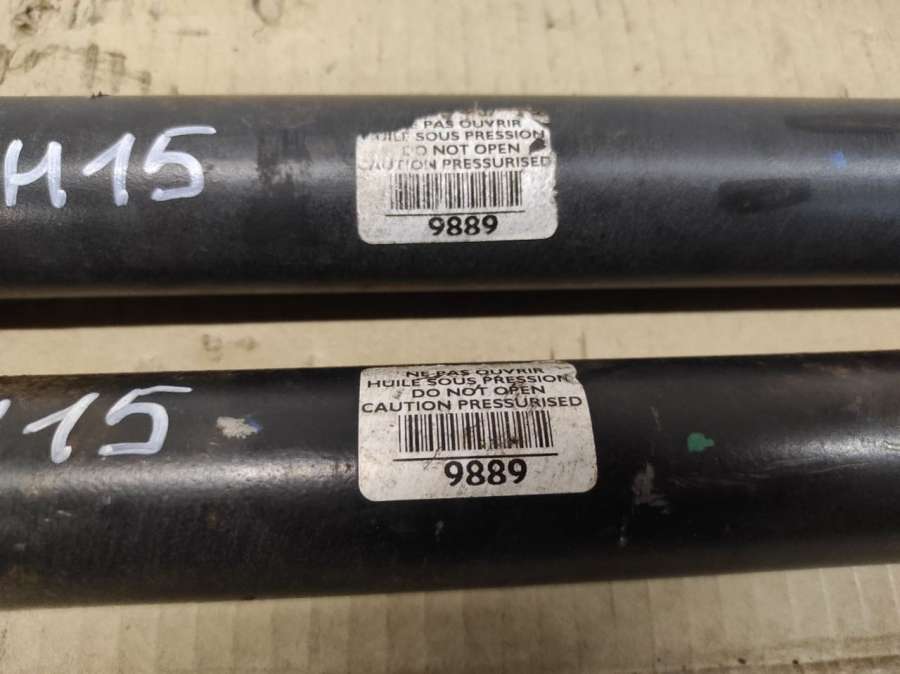 H15
PAS OUVRIR
HUILE SOUS PRESSION
DO NOT OPEN
CAUTION PRESSURISED
9889
15
NE PAS OUVRIR
HUILE SOUS PRESSION
DO NOT OPEN
CAUTION PRESSURISED
9889